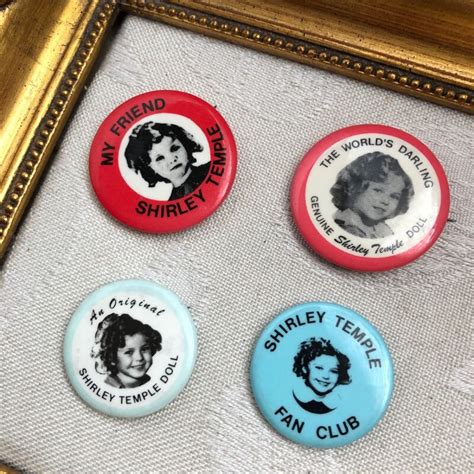 MY FRIEND
SHIRLEY TEMPLE
THE WORLD'S DARLING
GENUINE Shirley Temple DOLL
An Original
SHIRLEY TEMPLE DOLL
SHIRLEY TEMPLE
FAN CLUB